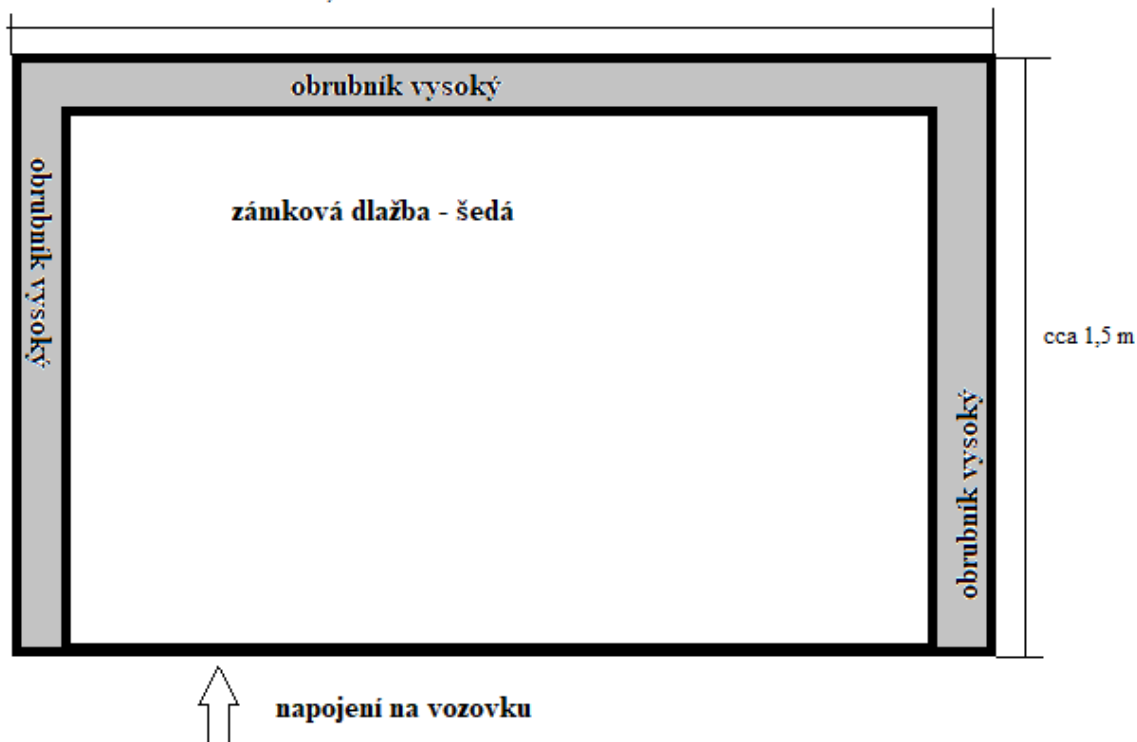 obrubník vysoký
obrubník vysoký
zámková dlažba - šedá
cca 1,5 m
obrubník vysoký
napojení na vozovku